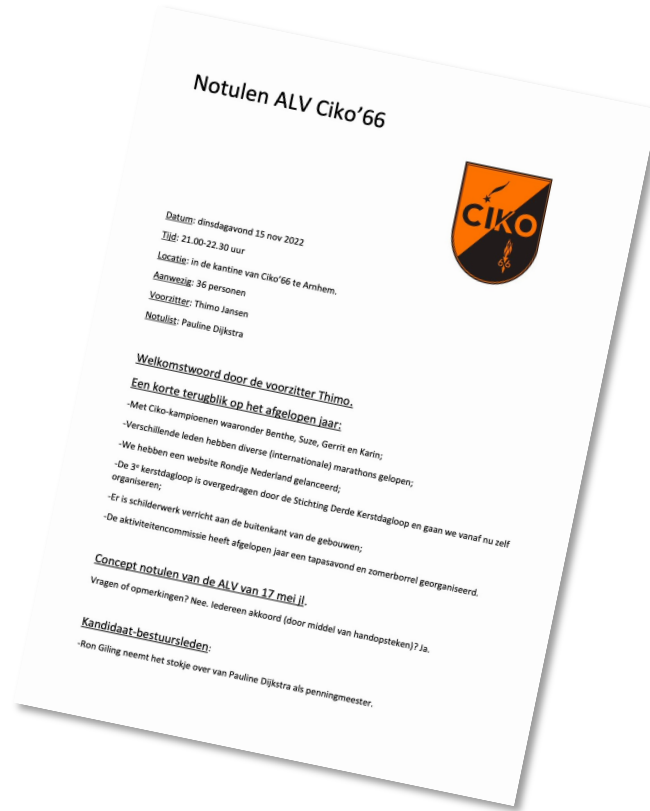 Notulen ALV Ciko’66
CIKO
Datum: dinsdagavond 15 nov 2022
Tijd: 21.00-22.30 uur
Locatie: in de kantine van Ciko’66 te Arnhem.
Aanwezig: 36 personen
Voorzitter: Thimo Jansen
Notulist: Pauline Dijkstra
Welkomstwoord door de voorzitter Thimo.
Een korte terugblik op het afgelopen jaar:
-Met Ciko-kampioenen waaronder Benthe, Suze, Gerrit en Karin;
-Verschillende leden hebben diverse (internationale) marathons gelopen;
-We hebben een website Rondje Nederland gelanceerd;
-De 3e kerstdagloop is overgedragen door de Stichting Derde Kerstdagloop en gaan we vanaf nu zelf
organiseren;
-Er is schilderwerk verricht aan de buitenkant van de gebouwen;
-De aktiviteitencommissie heeft afgelopen jaar een tapasavond en zomerborrel georganiseerd.
Concept notulen van de ALV van 17 mei jl.
Vragen of opmerkingen? Nee. Iedereen akkoord (door middel van handopsteken)? Ja.
Kandidaat-bestuursleden:
-Ron Giling neemt het stokje over van Pauline Dijkstra als penningmeester.